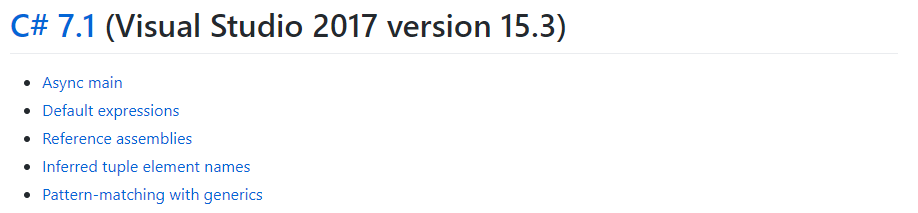 C# 7.1 (Visual Studio 2017 version 15.3)
Async main
Default expressions
Reference assemblies
Inferred tuple element names
Pattern-matching with generics